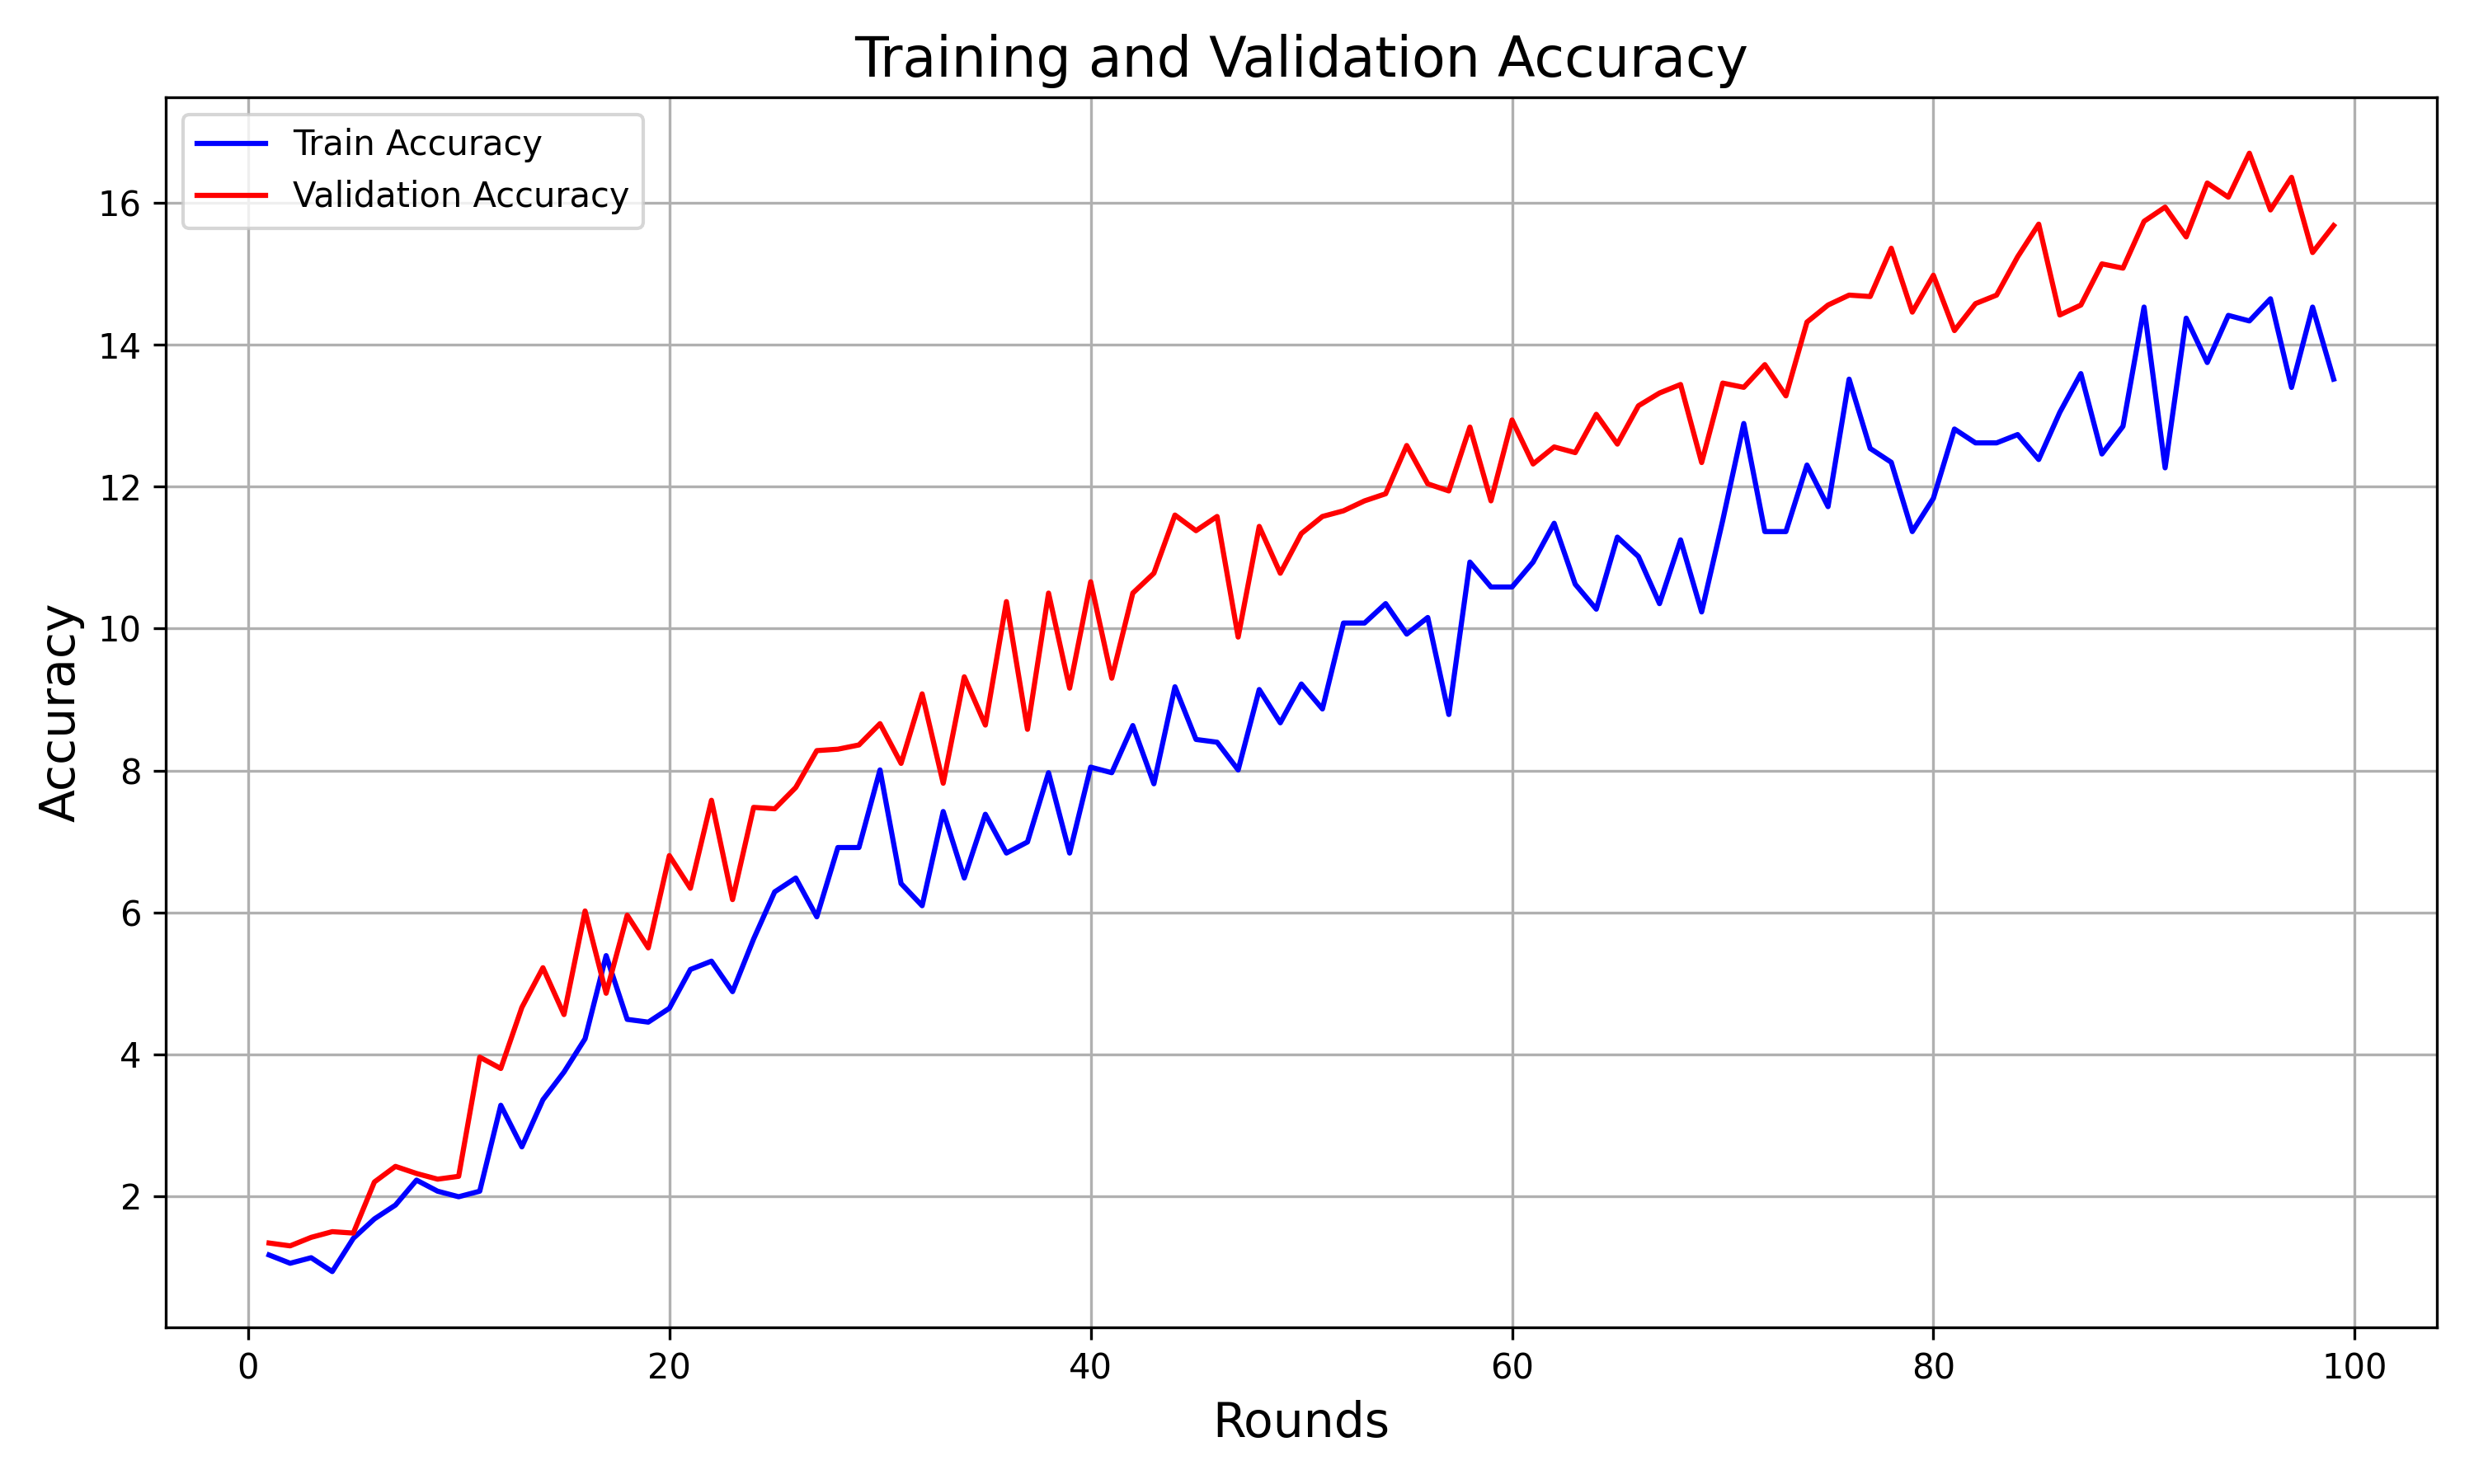 Training and Validation Accuracy
Train Accuracy
Validation Accuracy
16
14
12
10
8
6
4
2
Accuracy
0 20 40 60 80 100
Rounds